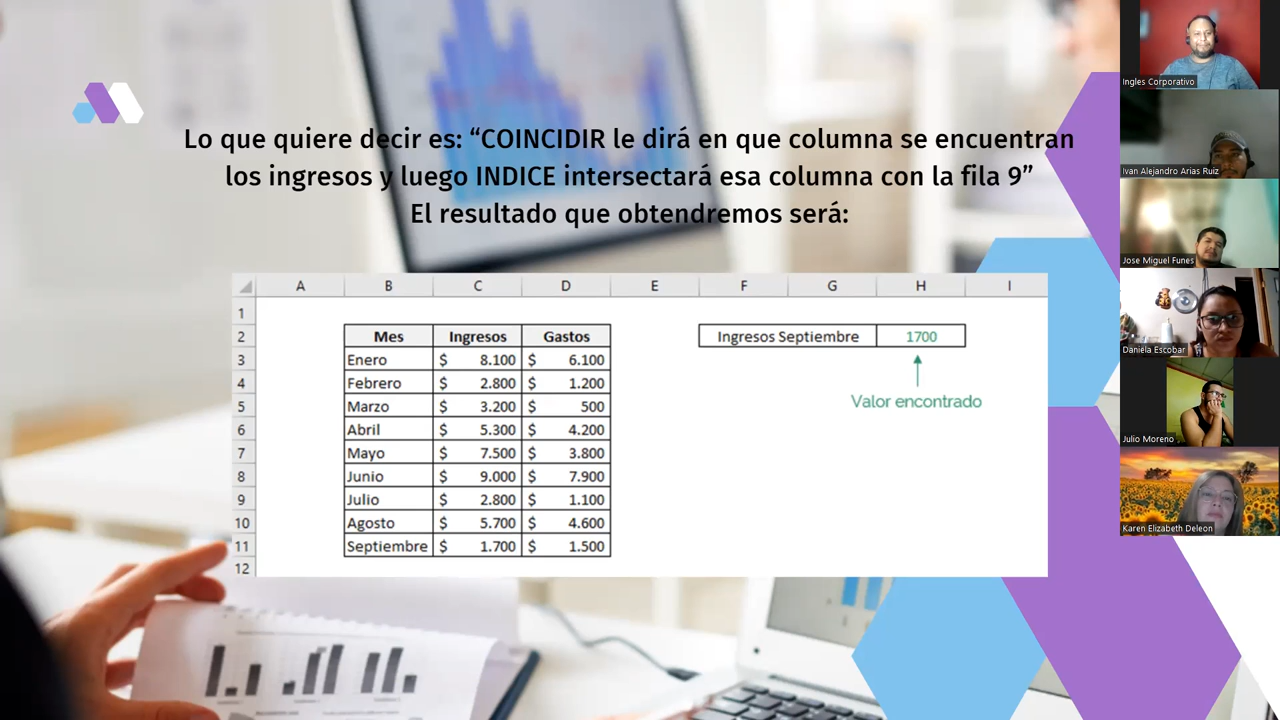 Lo que quiere decir es: “COINCIDIR le dirá en que columna se encuentran
los ingresos y luego INDICE intersectará esa columna con la fila 9”
El resultado que obtendremos será:
A B C D E F G H I
1
2 Mes Ingresos Gastos Ingresos Septiembre 1700
3 Enero $ 8.100 $ 6.100
4 Febrero $ 2.800 $ 1.200
Valor encontrado
5 Marzo $ 3.200 $ 500
6 Abril $ 5.300 $ 4.200
7 Mayo $ 7.500 $ 3.800
8 Junio $ 9.000 $ 7.900
9 Julio $ 2.800 $ 1.100
10 Agosto $ 5.700 $ 4.600
11 Septiembre $ 1.700 $ 1.500
12
Ingles Corporativo
Ivan Alejandro Arias Ruiz
Jose Miguel Funes
Daniela Escobar
Julio Moreno
Karen Elizabeth Deleon